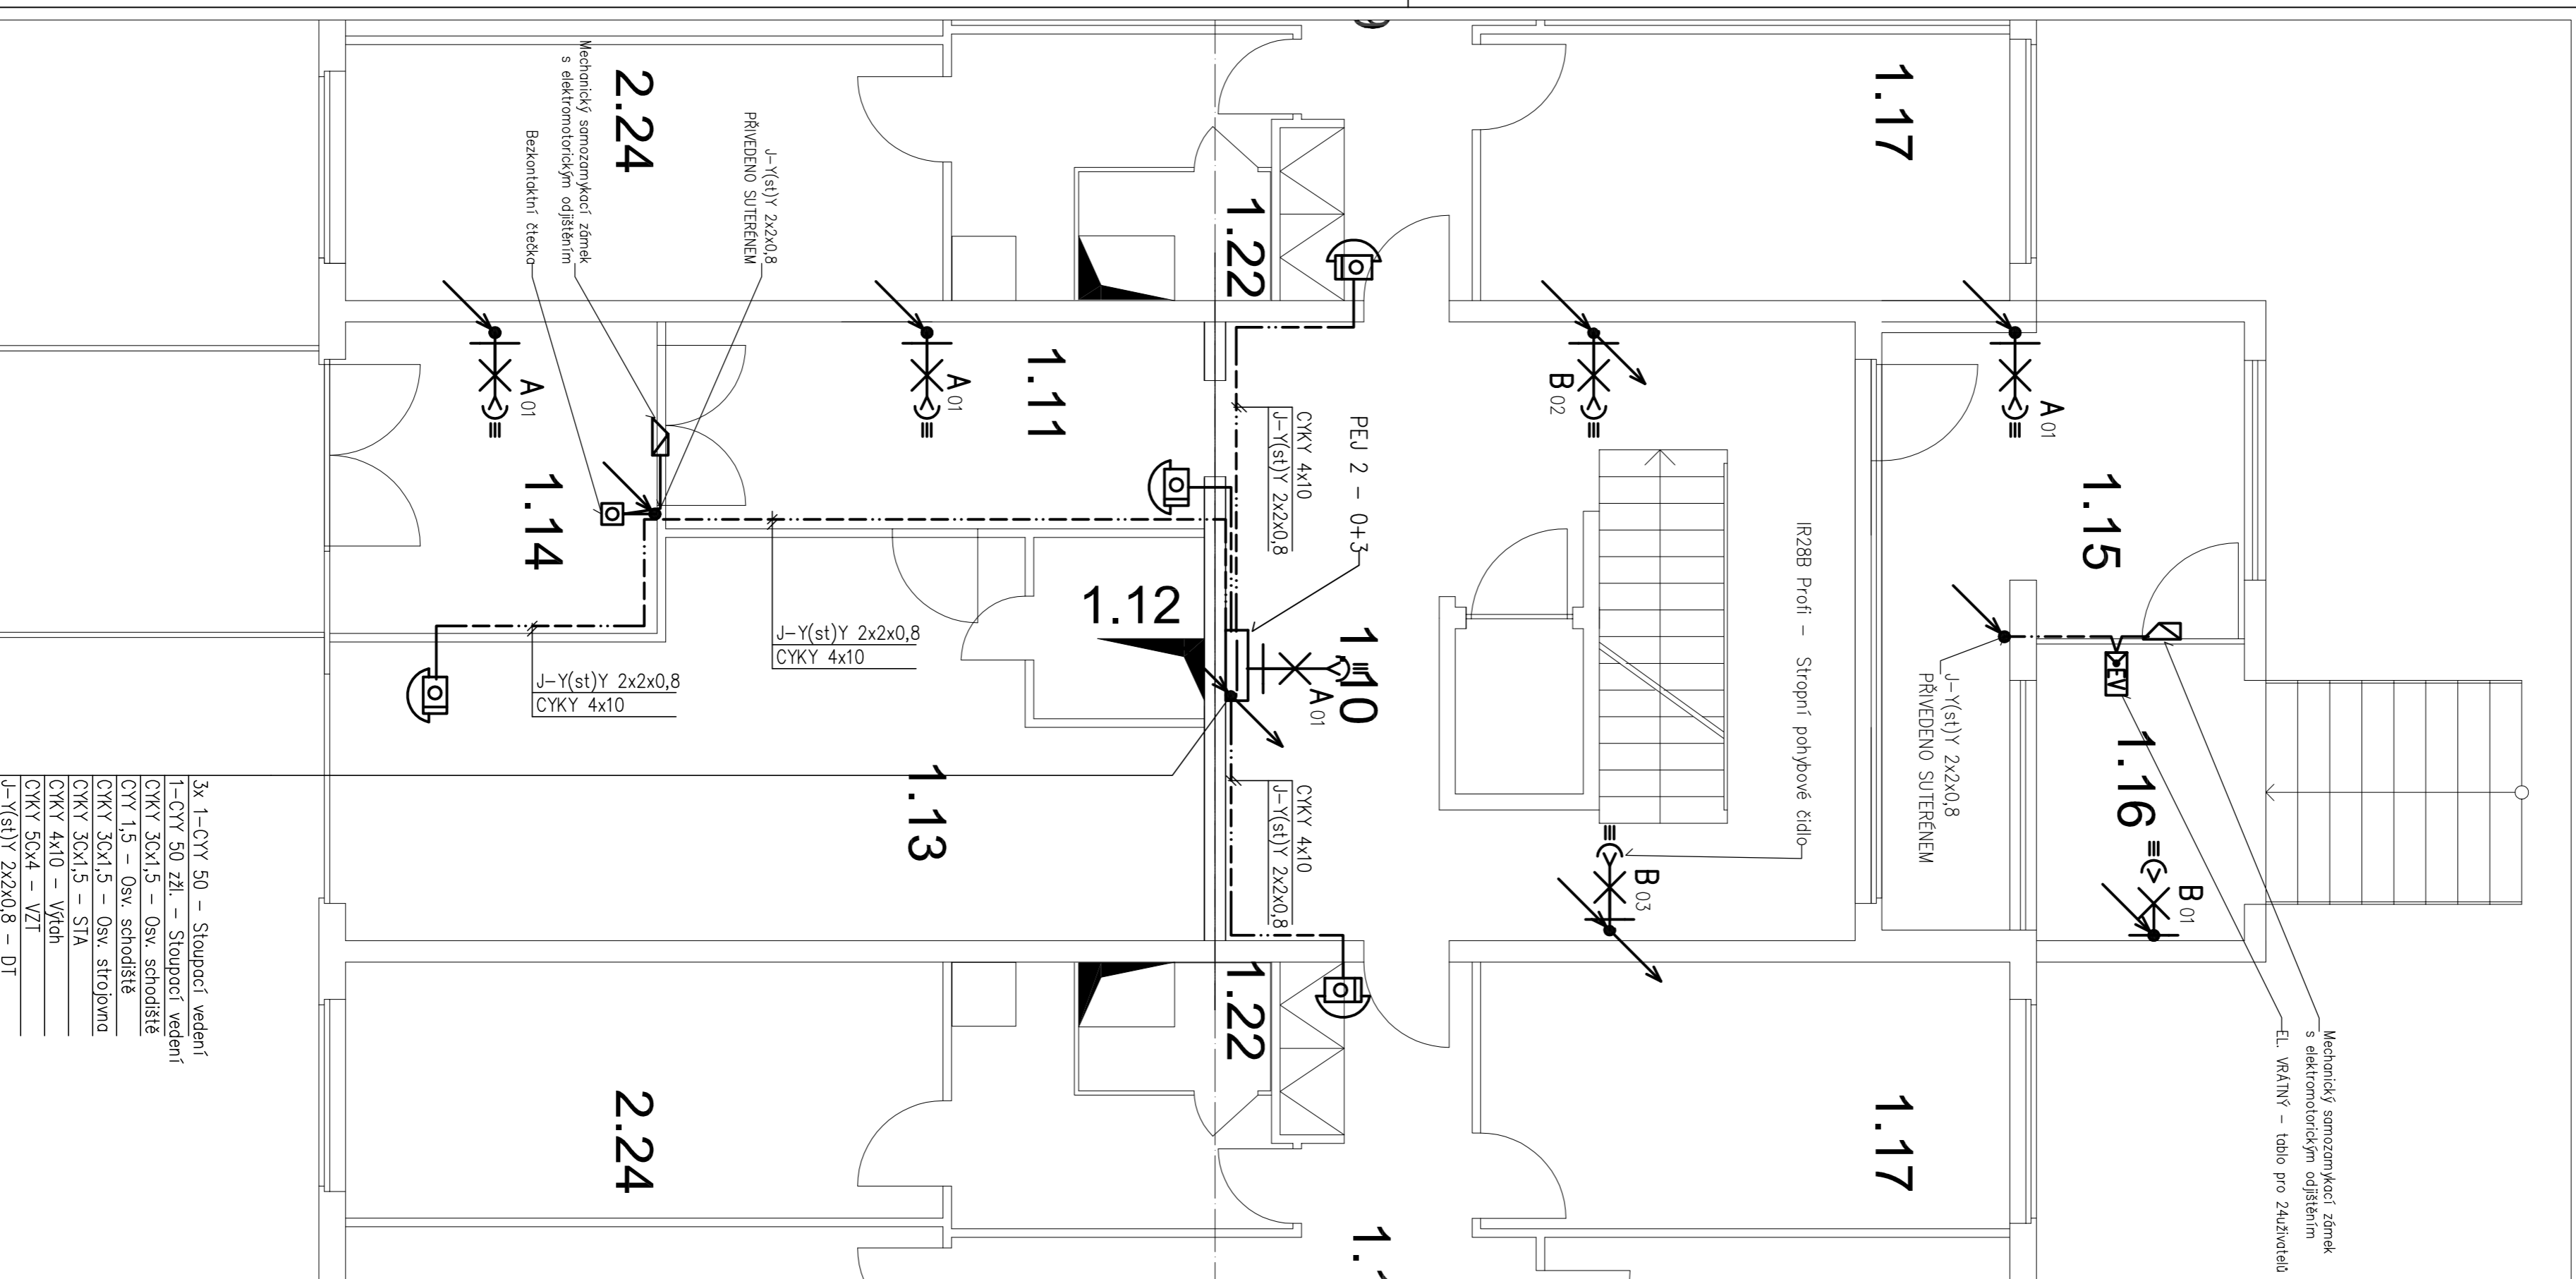 2.24
1.17
Mechanický samozamykací zámek
s elektromotorickým odjištěním
Bezkontaktní čtečka
J-Y(st)Y 2x2x0,8
PŘIVEDENO SUTERÉNEM
1.22
A 01
A 01
1.11
B 02
A 01
CYKY 4x10
J-Y(st)Y 2x2x0,8
PEJ 2 - 0+3
1.14
1.15
IR28B Profi - Stropní pohybové čidlo
1.12
1.10
A 01
J-Y(st)Y 2x2x0,8
CYKY 4x10
J-Y(st)Y 2x2x0,8
CYKY 4x10
J-Y(st)Y 2x2x0,8
PŘIVEDENO SUTERÉNEM
EV
1.16
B 01
B 03
1.13
CYKY 4x10
J-Y(st)Y 2x2x0,8
1.22
3x 1-CYY 50 - Stoupací vedení
1-CYY 50 zžl. - Stoupací vedení
CYKY 3Cx1,5 - Osv. schodiště
CYY 1,5 - Osv. schodiště
CYKY 3Cx1,5 - Osv. strojovna
CYKY 3Cx1,5 - STA
CYKY 4x10 - Výtah
CYKY 5Cx4 - VZT
J-Y(st)Y 2x2x0,8 - DT
Mechanický samozamykací zámek
s elektromotorickým odjištěním
EL. VRÁTNÝ - tablo pro 24uživatelů
2.24
1.17